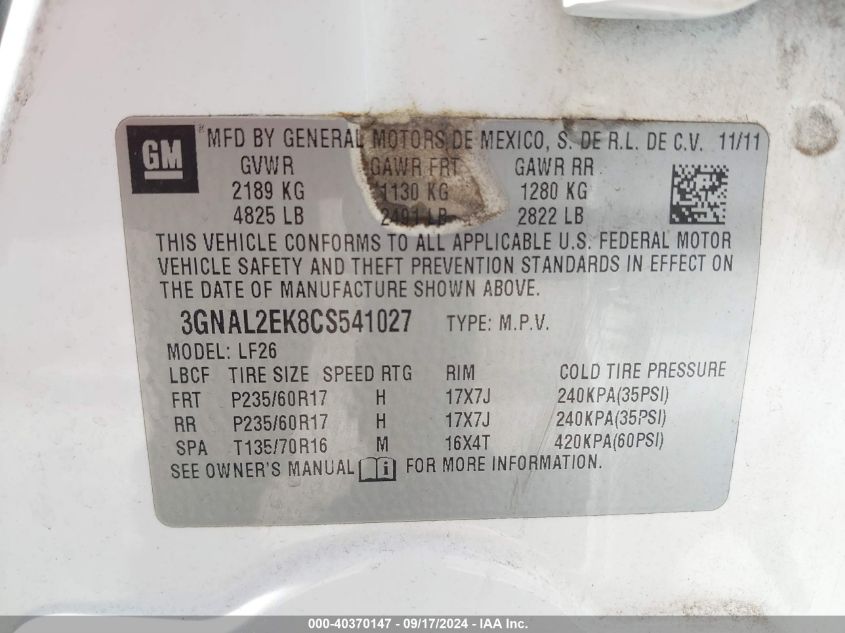 GM ® MFD BY GENERAL MOTORS DE MEXICO, S. DE R.L. DE C.V. 11/11
GVWR GAWR FRT GAWR RR
2189 KG 1130 KG 1280 KG
4825 LB 2491 LB 2822 LB
THIS VEHICLE CONFORMS TO ALL APPLICABLE U.S. FEDERAL MOTOR
VEHICLE SAFETY AND THEFT PREVENTION STANDARDS IN EFFECT ON
THE DATE OF MANUFACTURE SHOWN ABOVE.
3GNAL2EK8CS541027 TYPE: M.P.V.
MODEL: LF26
LBCF TIRE SIZE SPEED RTG RIM COLD TIRE PRESSURE
FRT P235/60R17 H 17X7J 240KPA(35PSI)
RR P235/60R17 H 17X7J 240KPA(35PSI)
SPA T135/70R16 M 16X4T 420KPA(60PSI)
SEE OWNER'S MANUAL i FOR MORE INFORMATION.
000-40370147 - 09/17/2024 - IAA Inc.